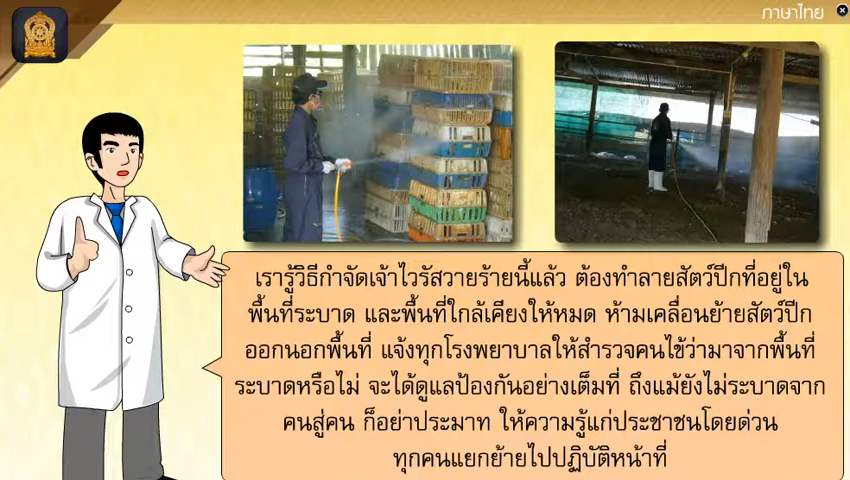 ภาษาไทย
เรารู้วิธีกำจัดเจ้าไวรัสวายร้ายนี้แล้ว ต้องทำลายสัตว์ปีกที่อยู่ใน
พื้นที่ระบาด และพื้นที่ใกล้เคียงให้หมด ห้ามเคลื่อนย้ายสัตว์ปีก
ออกนอกพื้นที่ แจ้งทุกโรงพยาบาลให้สำรวจคนไข้ว่ามาจากพื้นที่
ระบาดหรือไม่ จะได้ดูแลป้องกันอย่างเต็มที่ ถึงแม้ยังไม่ระบาดจาก
คนสู่คน ก็อย่าประมาท ให้ความรู้แก่ประชาชนโดยด่วน
ทุกคนแยกย้ายไปปฏิบัติหน้าที่